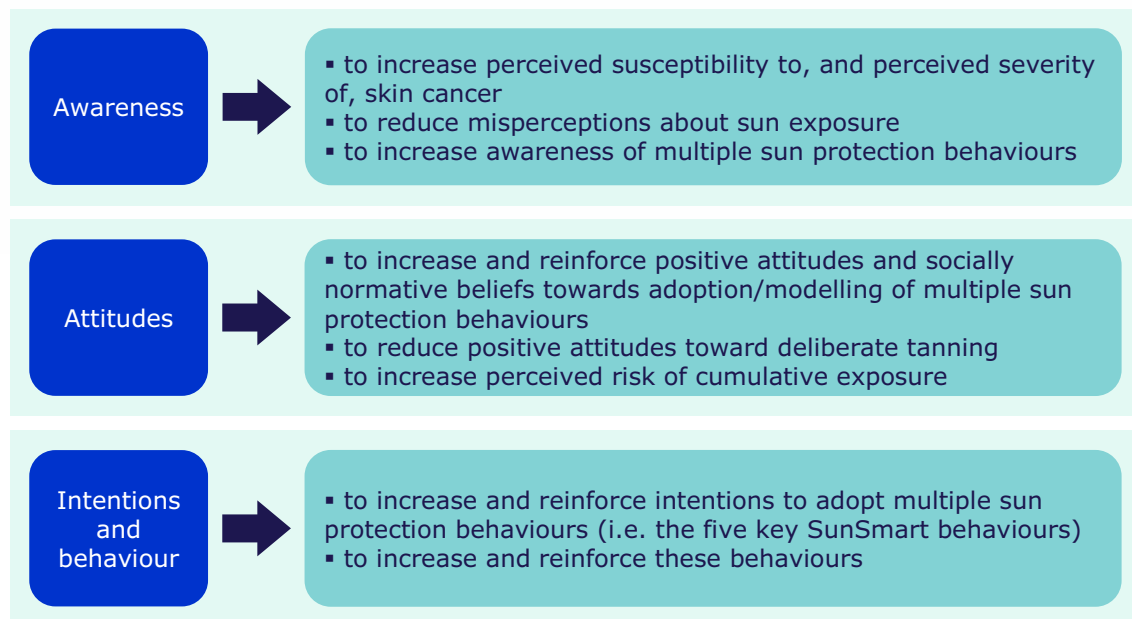 Awareness
▪ to increase perceived susceptibility to, and perceived severity
of, skin cancer
▪ to reduce misperceptions about sun exposure
▪ to increase awareness of multiple sun protection behaviours
Attitudes
▪ to increase and reinforce positive attitudes and socially
normative beliefs towards adoption/modelling of multiple sun
protection behaviours
▪ to reduce positive attitudes toward deliberate tanning
▪ to increase perceived risk of cumulative exposure
Intentions
and
behaviour
▪ to increase and reinforce intentions to adopt multiple sun
protection behaviours (i.e. the five key SunSmart behaviours)
▪ to increase and reinforce these behaviours